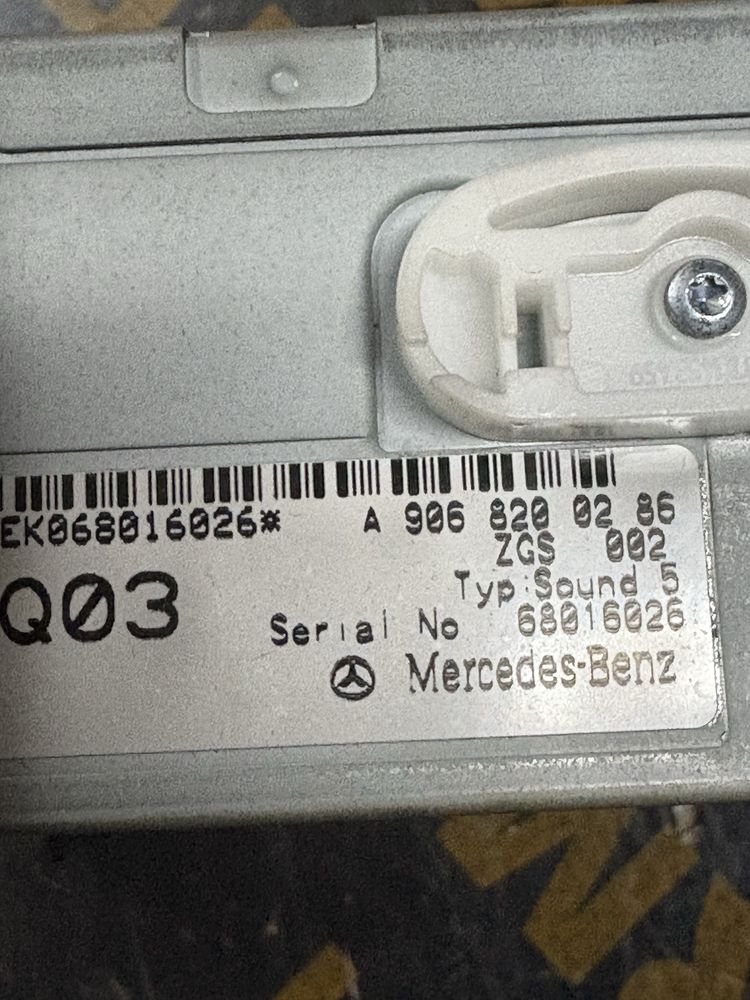 EK068016026* A 906 820 02 86
ZGS 002
Q03
Typ:Sound 5
Serial No 68016026
Mercedes-Benz